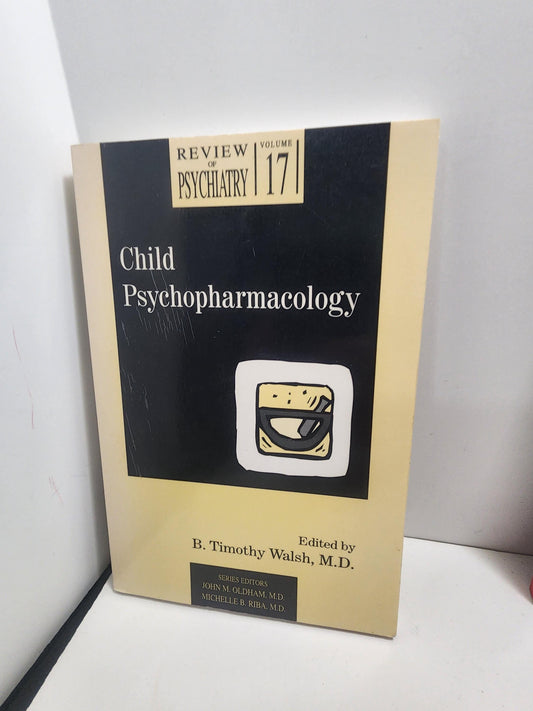 REVIEW
OF
PSYCHIATRY
VOLUME
17
Child
Psychopharmacology
Edited by
B. Timothy Walsh, M.D.
SERIES EDITORS
JOHN M. OLDHAM, M.D.
MICHELLE B. RIBA, M.D.